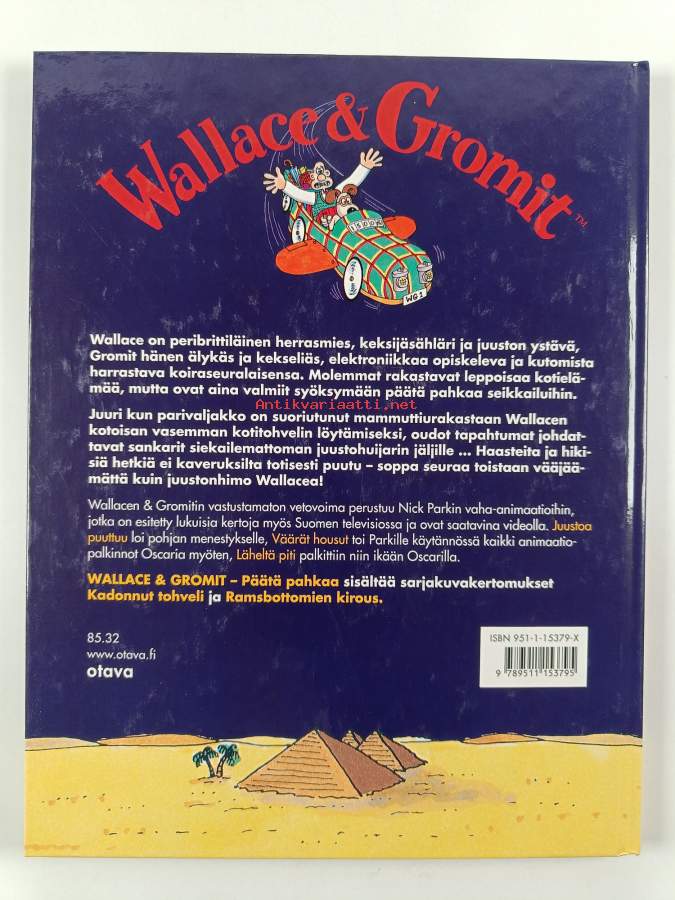 Wallace & Gromit™
WG 1
Wallace on peribrittiläinen herrasmies, keksijäsähläri ja juuston ystävä,
Gromit hänen älykäs ja kekseliäs, elektroniikkaa opiskeleva ja kutomista
harrastava koiraseuralaisensa. Molemmat rakastavat leppoisaa kotielä-
mää, mutta ovat aina valmiit syöksymään päätä pahkaa seikkailuihin.
Antikvariaatti.net
Juuri kun parivaljakko on suoriutunut mammuttiurakastaan Wallacen
kotoisan vasemman kotitohvelin löytämiseksi, oudot tapahtumat johdat-
tavat sankarit siekailemattoman juustohuijarin jäljille ... Haasteita ja hiki-
siä hetkiä ei kaveruksilta totisesti puutu – soppa seuraa toistaan vääjää-
mättä kuin juustonhimo Wallacea!
Wallacen & Gromitin vastustamaton vetovoima perustuu Nick Parkin vaha-animaatioihin,
jotka on esitetty lukuisia kertoja myös Suomen televisiossa ja ovat saatavina videolla. Juustoa
puuttuu loi pohjan menestykselle, Väärät housut toi Parkille käytännössä kaikki animaatio-
palkinnot Oscaria myöten, Läheltä piti palkittiin niin ikään Oscarilla.
WALLACE & GROMIT – Päätä pahkaa sisältää sarjakuvakertomukset
Kadonnut tohveli ja Ramsbottomien kirous.
85.32
www.otava.fi
otava
ISBN 951-1-15379-X
9 789511 153795